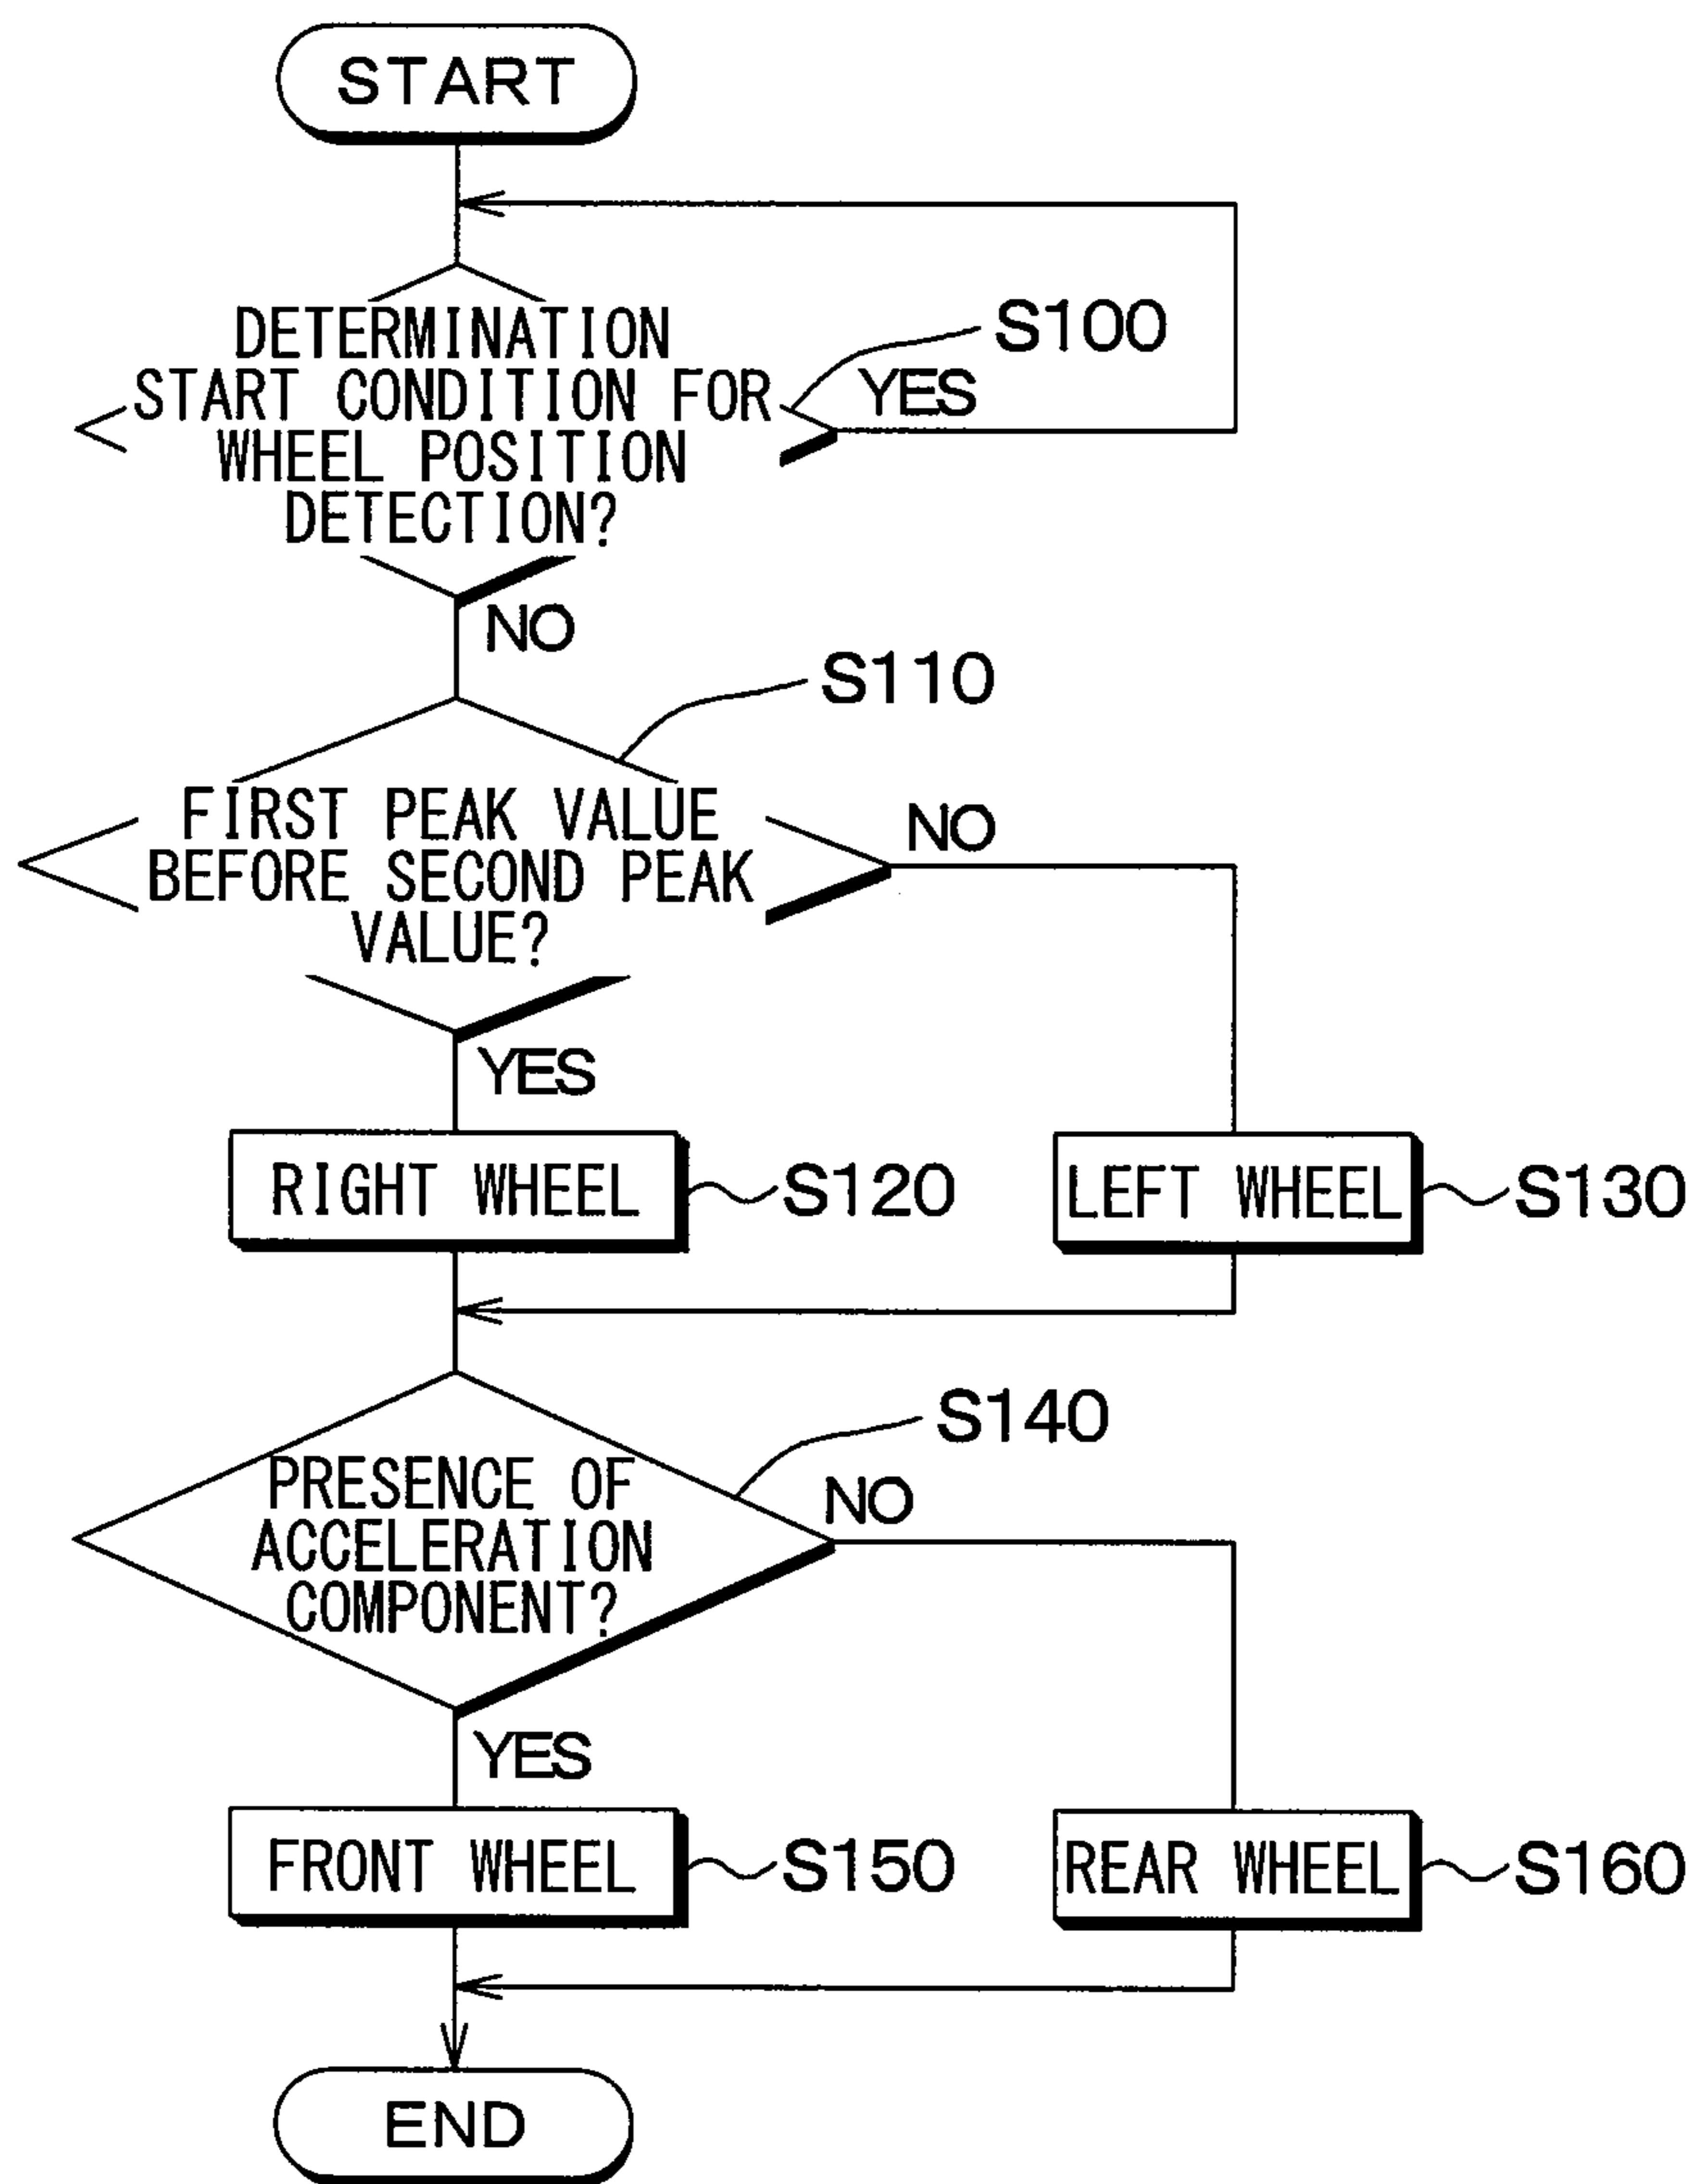 START
DETERMINATION
START CONDITION FOR
WHEEL POSITION
DETECTION?
S100
YES
NO
S110
FIRST PEAK VALUE
BEFORE SECOND PEAK
VALUE?
NO
YES
RIGHT WHEEL
S120
LEFT WHEEL
S130
S140
PRESENCE OF
ACCELERATION
COMPONENT?
NO
YES
FRONT WHEEL
S150
REAR WHEEL
S160
END